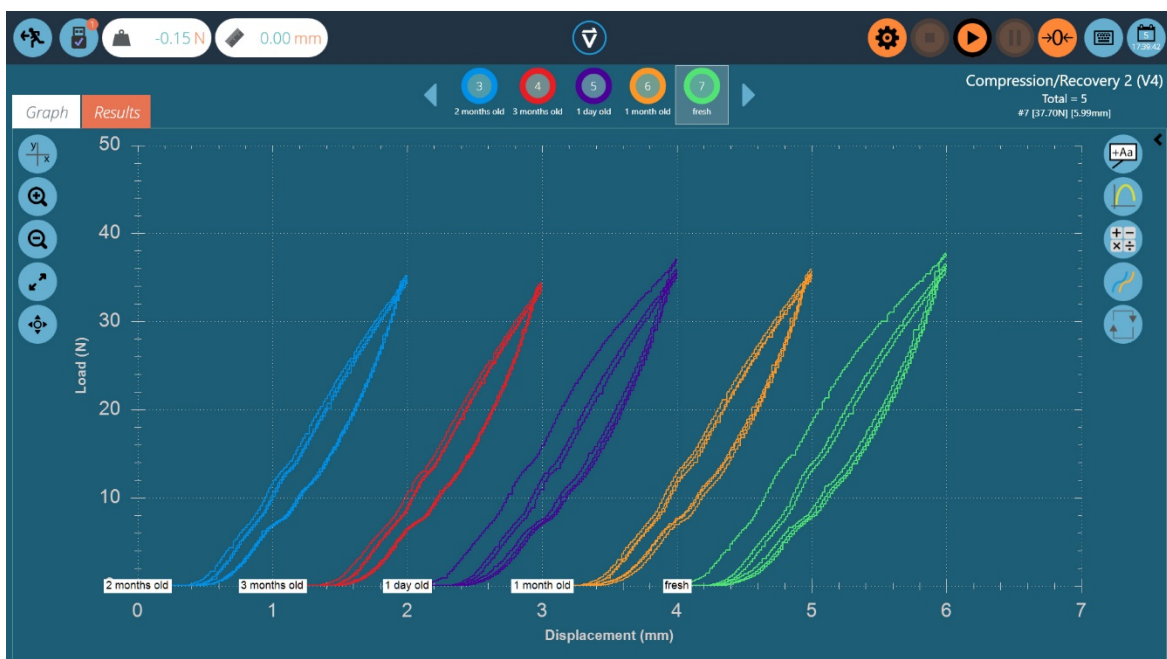 -0.15 N
0.00 mm
→0←
5
17:39:42
1
3
4
5
6
7
2 months old
3 months old
1 day old
1 month old
fresh
Compression/Recovery 2 (V4)
Total = 5
#7 [37.70N] [5.99mm]
Graph
Results
y
x
+Aa
50
40
30
20
10
Load (N)
2 months old
3 months old
1 day old
1 month old
fresh
0
1
2
3
4
5
6
7
Displacement (mm)